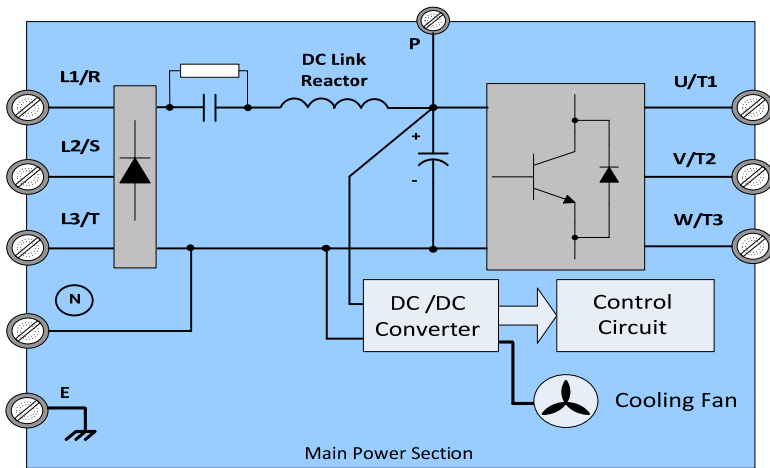 P
L1/R
DC Link
Reactor
U/T1
L2/S
+
-
V/T2
L3/T
W/T3
N
DC /DC
Converter
Control
Circuit
E
Cooling Fan
Main Power Section